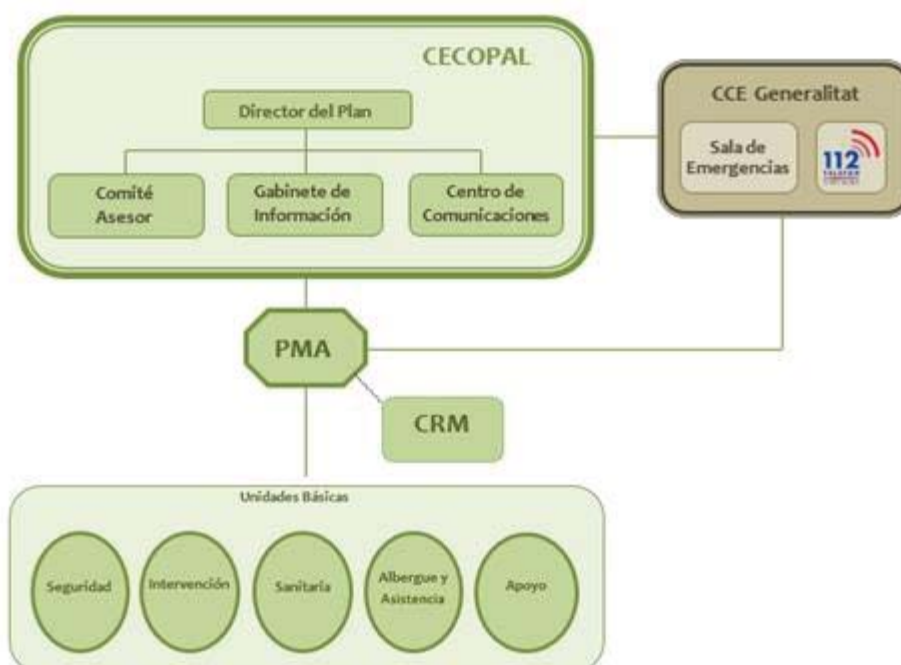 CECOPAL
Director del Plan
Comité
Asesor
Gabinete de
Información
Centro de
Comunicaciones
CCE Generalitat
Sala de
Emergencias
112
PMA
CRM
Unidades Básicas
Seguridad
Intervención
Sanitaria
Albergue y
Asistencia
Apoyo